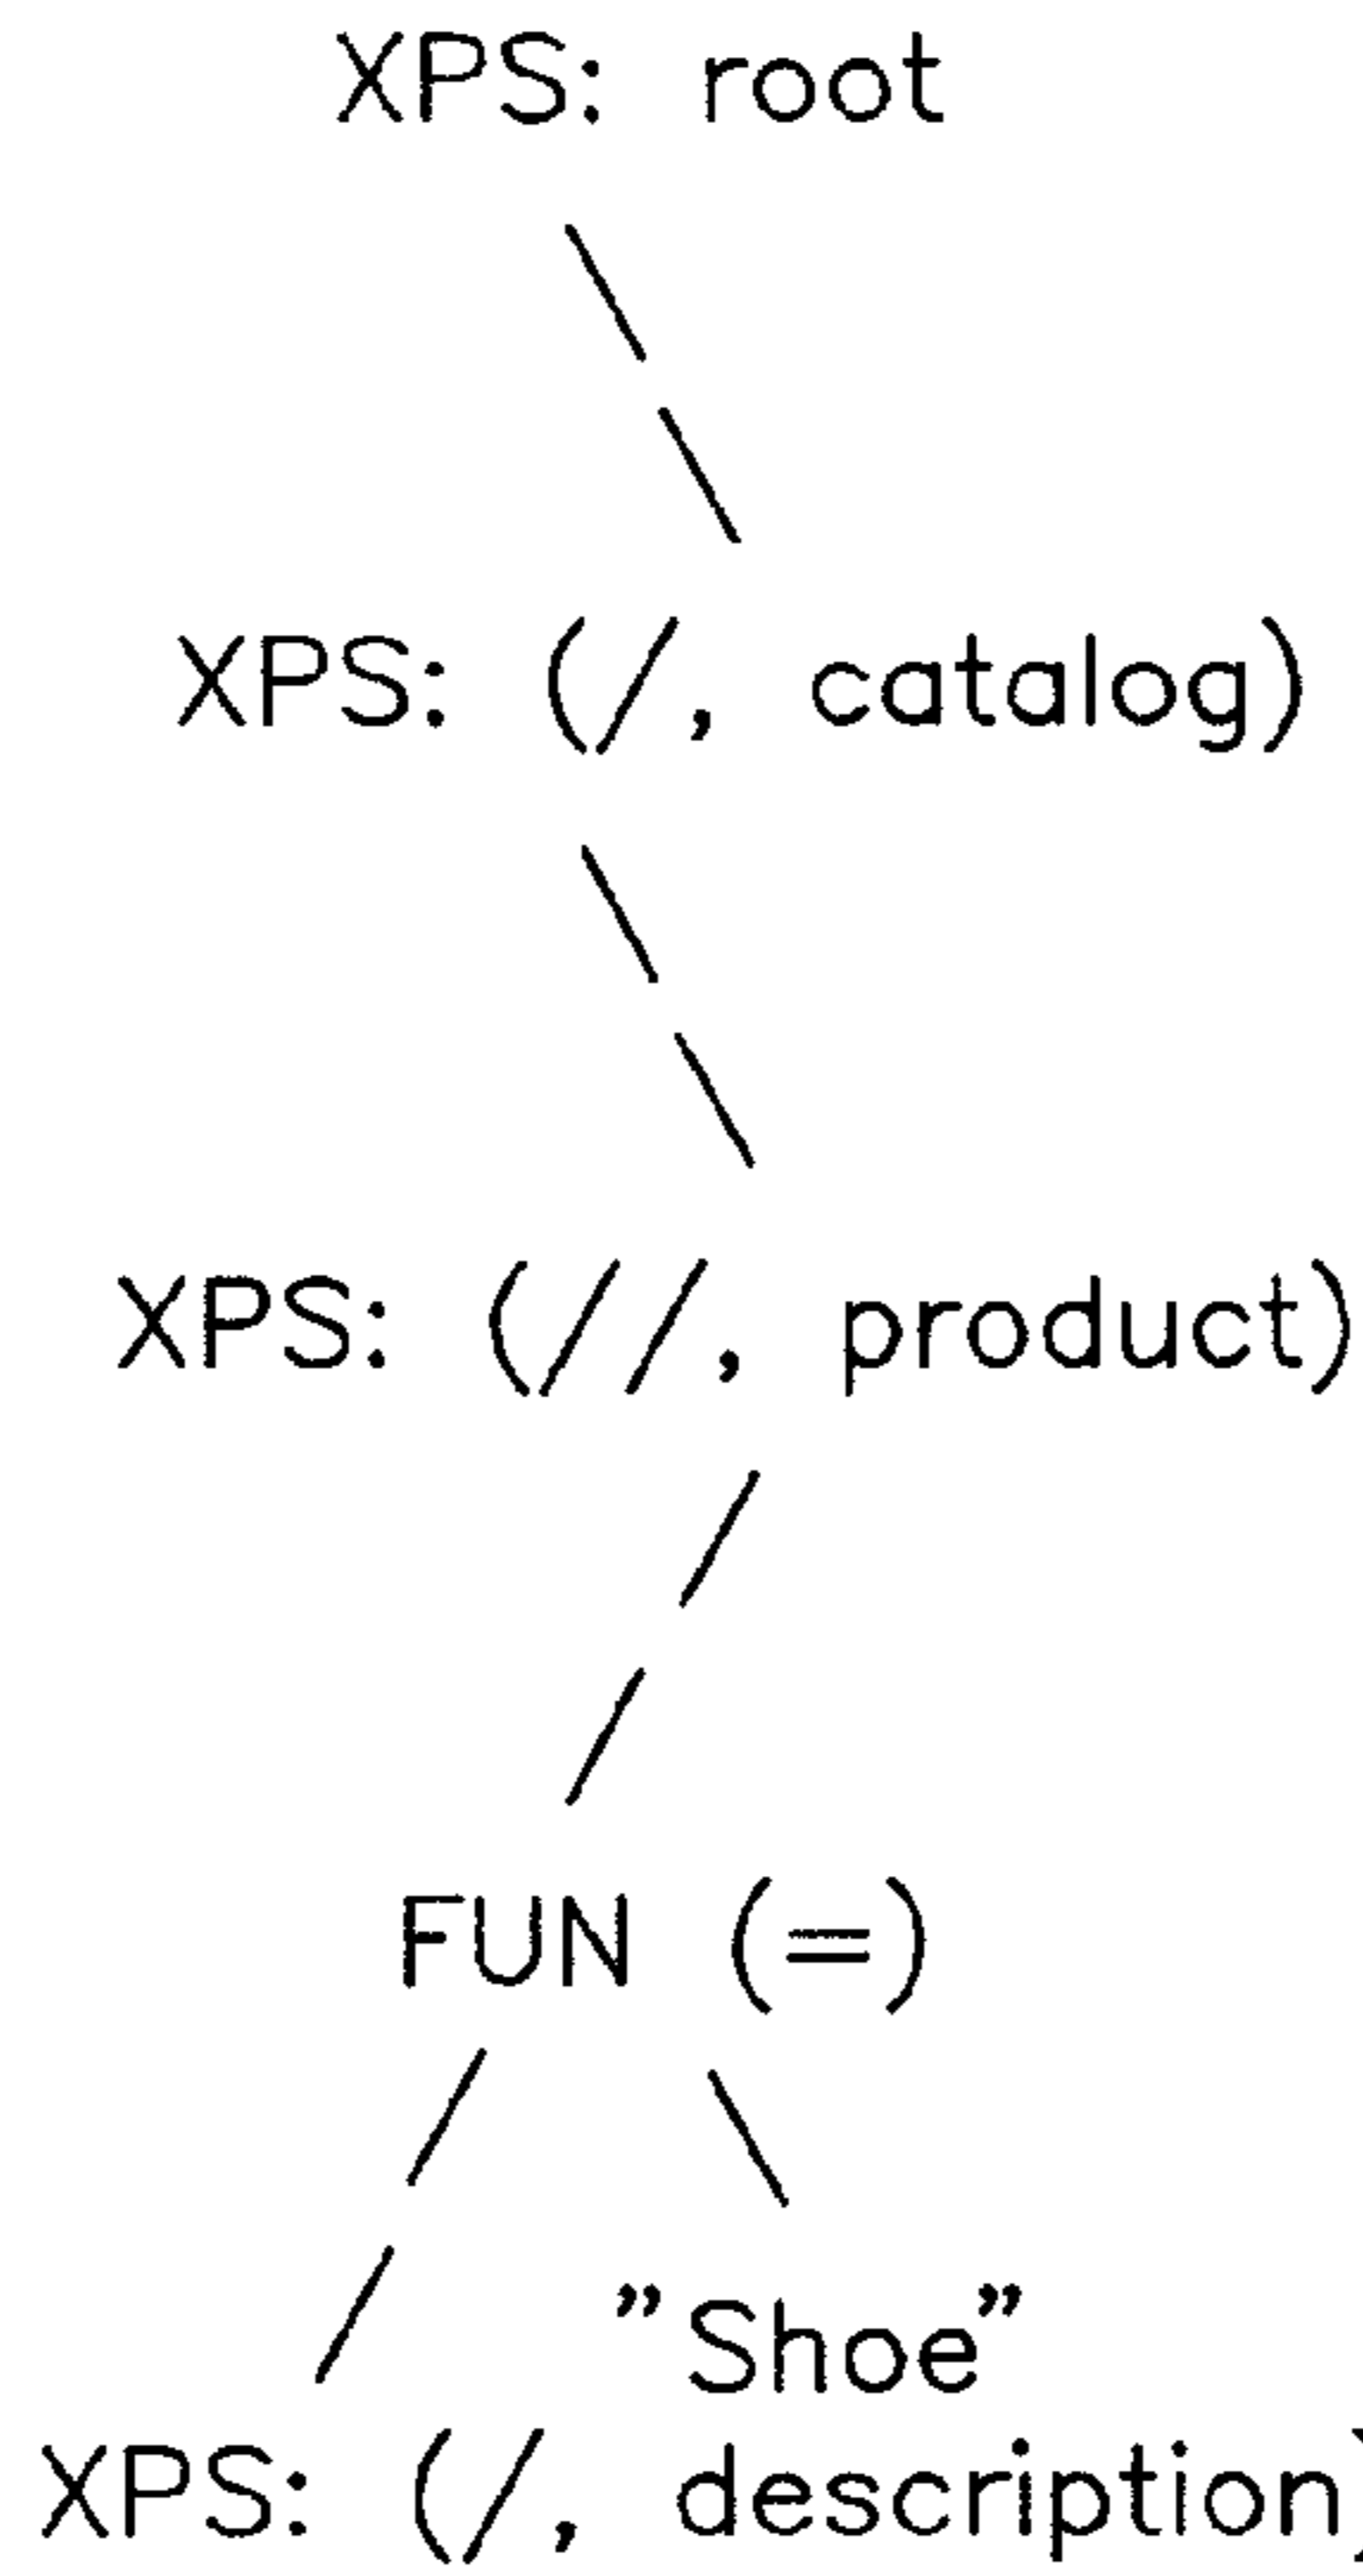 XPS: root
XPS: (/, catalog)
XPS: (//, product)
FUN (=)
”Shoe”
XPS: (/, description)